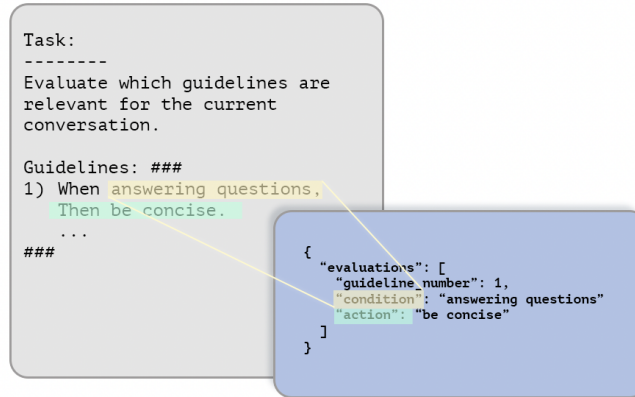 Task:
--------
Evaluate which guidelines are
relevant for the current
conversation.
Guidelines: ###
1) When answering questions,
Then be concise.
...
###
{
“evaluations”: [
“guideline_number”: 1,
“condition”: “answering questions”
“action”: “be concise”
]
}